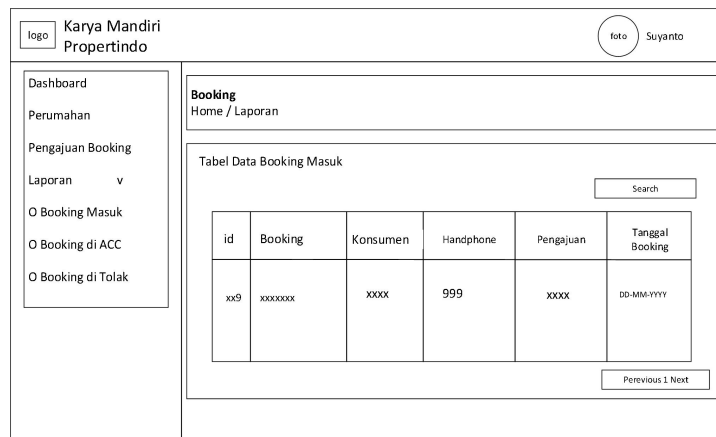 logo
Karya Mandiri
Propertindo
foto
Suyanto
Dashboard
Perumahan
Pengajuan Booking
Laporan v
O Booking Masuk
O Booking di ACC
O Booking di Tolak
Booking
Home / Laporan
Tabel Data Booking Masuk
Search
id Booking Konsumen Handphone Pengajuan Tanggal
Booking
xx9 xxxxxxx xxxx 999 xxxx DD-MM-YYYY
Perevious 1 Next